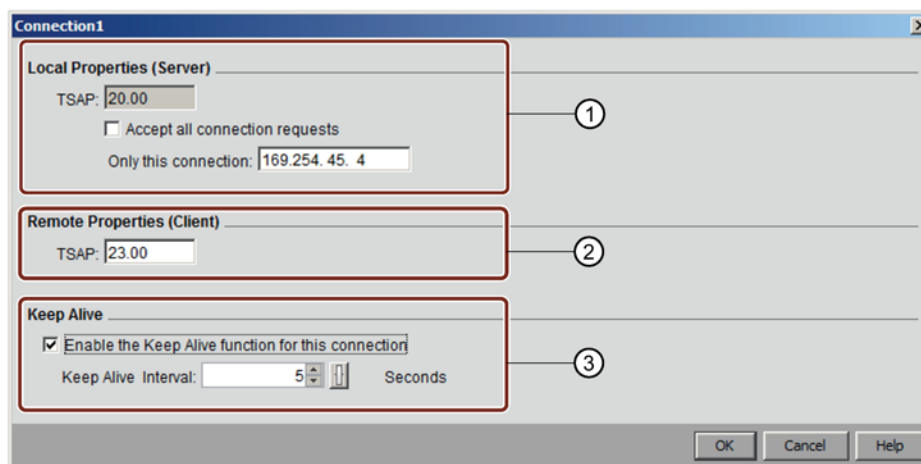 Connection1
Local Properties (Server)
TSAP: 20.00
Accept all connection requests
Only this connection: 169.254. 45. 4
1
Remote Properties (Client)
TSAP: 23.00
2
Keep Alive
Enable the Keep Alive function for this connection
Keep Alive Interval: 5 Seconds
3
OK Cancel Help